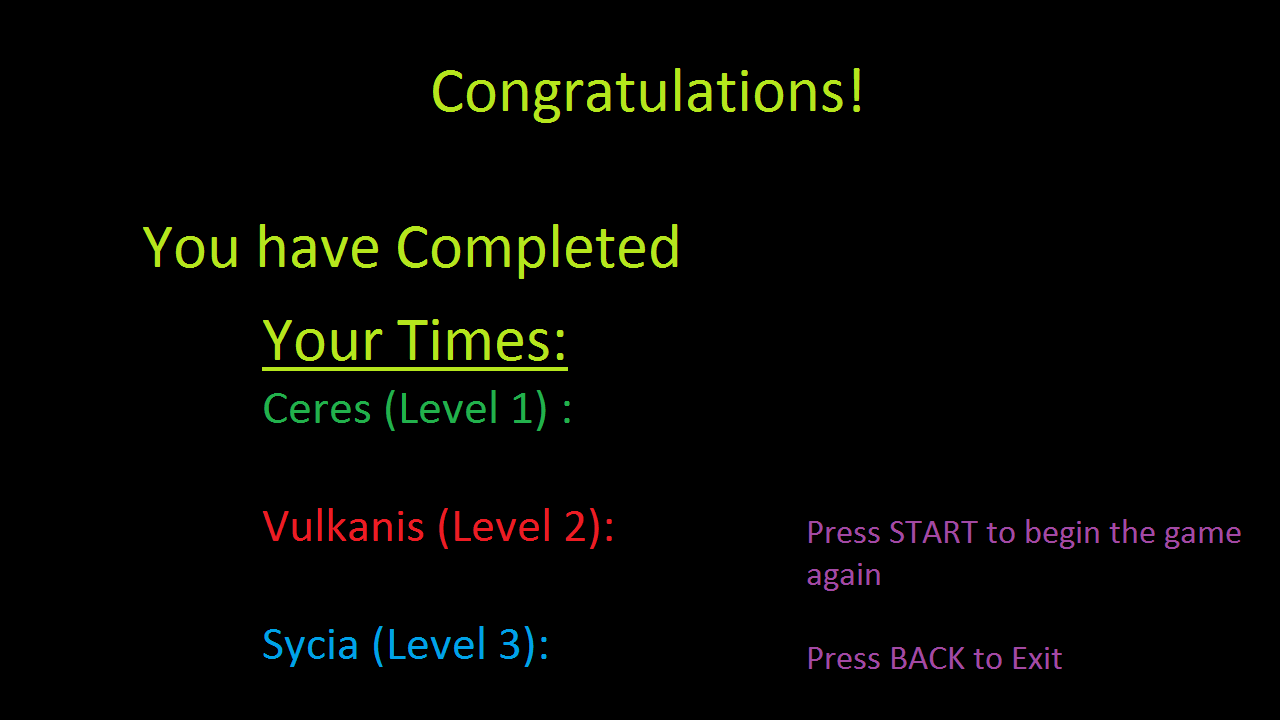 Congratulations!
You have Completed
Your Times:
Ceres (Level 1) :
Vulkanis (Level 2):
Sycia (Level 3):
Press START to begin the game
again
Press BACK to Exit